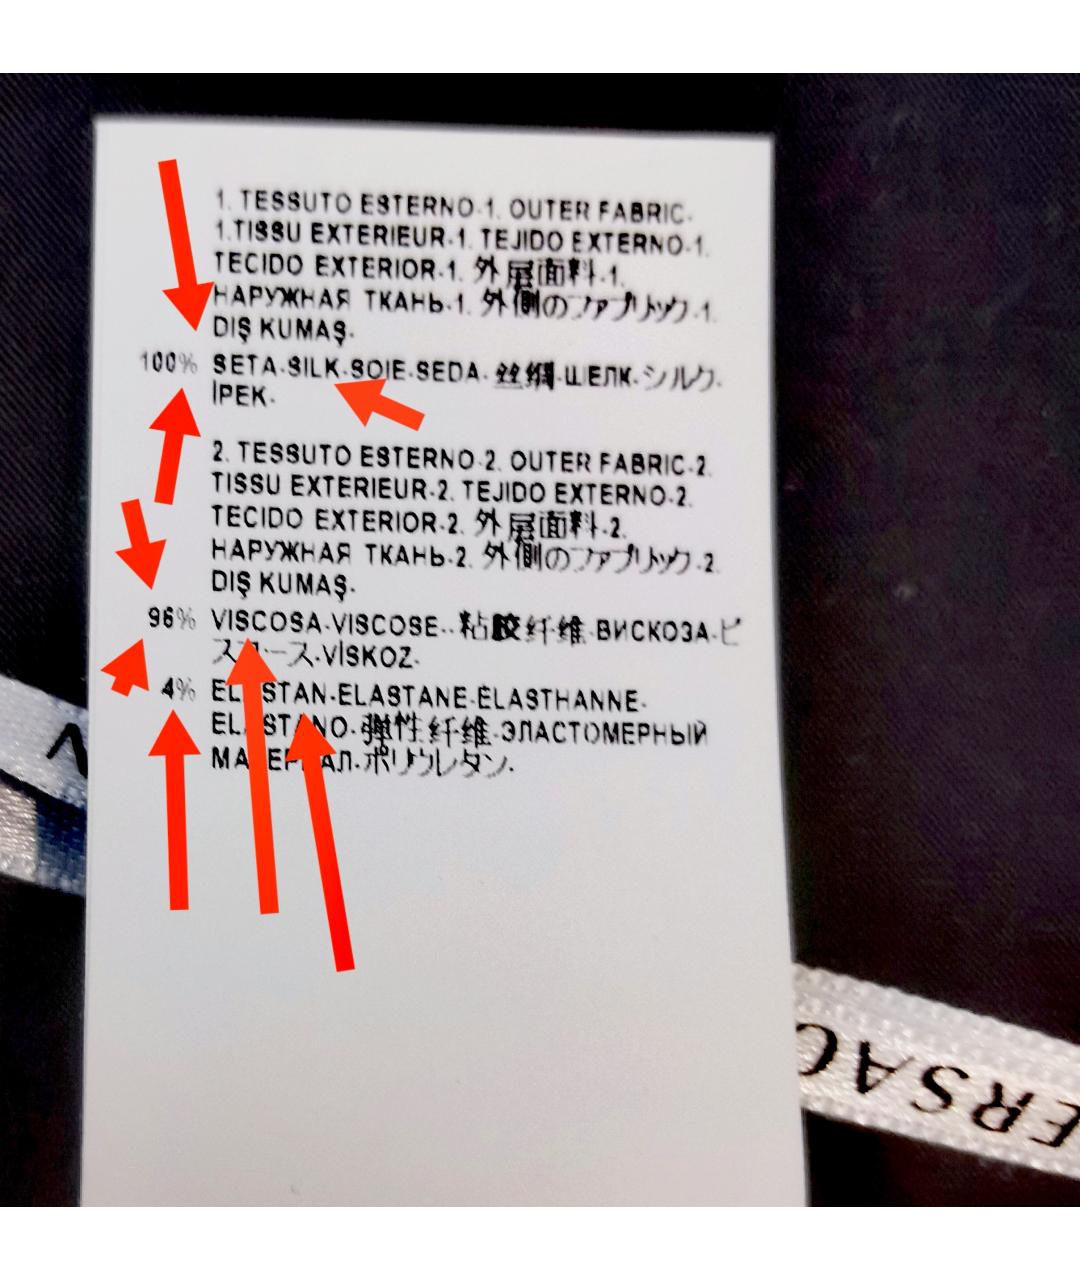 1. TESSUTO ESTERNO-1. OUTER FABRIC-
1.TISSU EXTERIEUR-1. TEJIDO EXTERNO-1.
TECIDO EXTERIOR-1. 外层面料-1.
НАРУЖНАЯ ТКАНЬ-1. 外側のファブリック-1.
DIŞ KUMAŞ-
100% SETA-SILK-SOIE-SEDA-丝绸-ШЕЛК-シルク-
İPEK-
2. TESSUTO ESTERNO-2. OUTER FABRIC-2.
TISSU EXTERIEUR-2. TEJIDO EXTERNO-2.
TECIDO EXTERIOR-2. 外层面料-2.
НАРУЖНАЯ ТКАНЬ-2. 外側のファブリック-2.
DIŞ KUMAŞ-
96% VISCOSA-VISCOSE--粘胶纤维-ВИСКОЗА-ビ
スコース-VİSKOZ-
4% ELASTAN-ELASTANE-ÉLASTHANNE-
ELASTANO-弹性纤维-ЭЛАСТОМЕРНЫЙ
МАТЕРИАЛ-ポリウレタン-
ERSAC